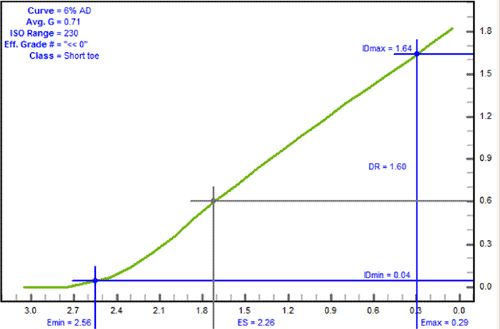 Curve = 6% AD
Avg. G = 0.71
ISO Range = 230
Eff. Grade # = "<< 0"
Class = Short toe
IDmax = 1.64
1.8
1.5
1.2
DR = 1.60
0.9
0.6
0.3
IDmin = 0.04
0.0
3.0 2.7 2.4 2.1 1.8 1.5 1.2 0.9 0.6 0.3 0.0
Emin = 2.56 ES = 2.26 Emax = 0.29